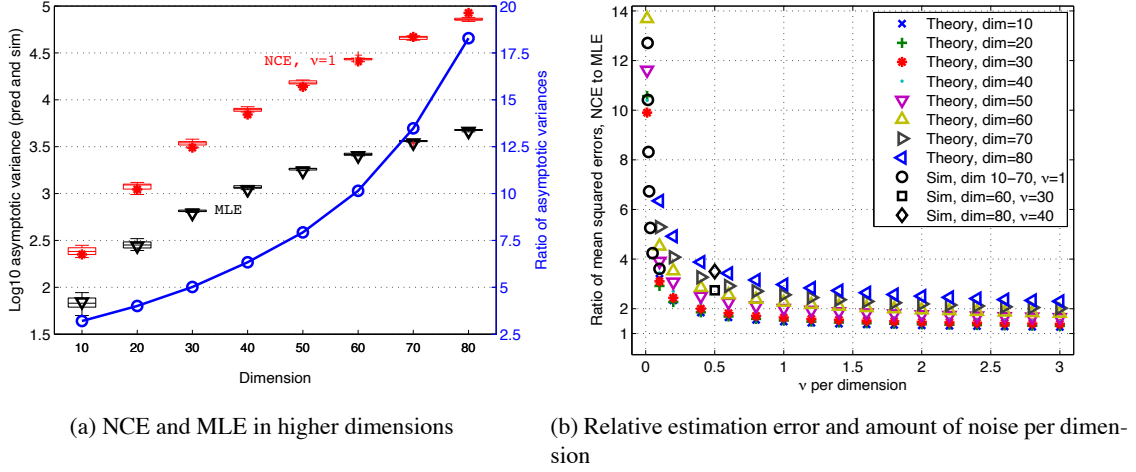 5
4.5
4
3.5
3
2.5
2
1.5
Log10 asymptotic variance (pred and sim)
NCE, ν=1
MLE
10 20 30 40 50 60 70 80
Dimension
20
17.5
15
12.5
10
7.5
5
2.5
Ratio of asymptotic variances
(a) NCE and MLE in higher dimensions
14
12
10
8
6
4
2
1
Ratio of mean squared errors, NCE to MLE
Theory, dim=10
Theory, dim=20
Theory, dim=30
Theory, dim=40
Theory, dim=50
Theory, dim=60
Theory, dim=70
Theory, dim=80
Sim, dim 10−70, ν=1
Sim, dim=60, ν=30
Sim, dim=80, ν=40
0 0.5 1 1.5 2 2.5 3
ν per dimension
(b) Relative estimation error and amount of noise per dimen-
sion